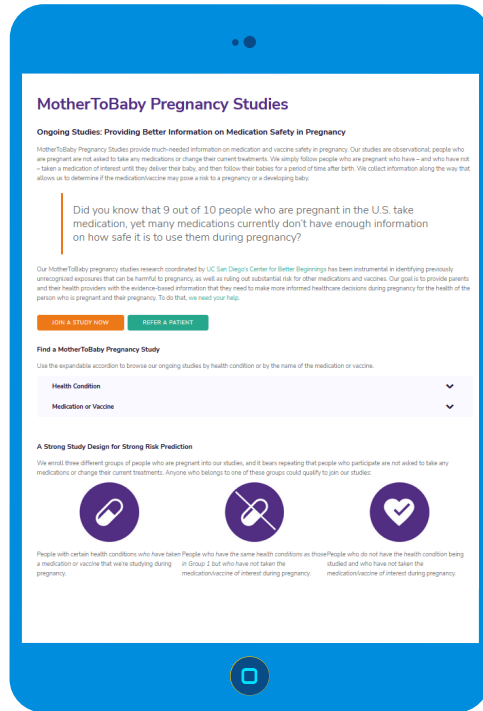 MotherToBaby Pregnancy Studies
Ongoing Studies: Providing Better Information on Medication Safety in Pregnancy
MotherToBaby Pregnancy Studies provide much-needed information on medication and vaccine safety in pregnancy. Our studies are observational; people who
are pregnant are not asked to take any medications or change their current treatments. We simply follow people who are pregnant who have – and who have not
– taken a medication of interest until they deliver their baby, and then follow their babies for a period of time after birth. We collect information along the way that
allows us to determine if the medication/vaccine may pose a risk to a pregnancy or a developing baby.
Did you know that 9 out of 10 people who are pregnant in the U.S. take
medication, yet many medications currently don't have enough information
on how safe it is to use them during pregnancy?
Our MotherToBaby pregnancy studies research coordinated by UC San Diego's Center for Better Beginnings has been instrumental in identifying previously
unrecognized exposures that can be harmful to pregnancy, as well as ruling out substantial risk for other medications and vaccines. Our goal is to provide parents
and their health providers with the evidence-based information that they need to make more informed healthcare decisions during pregnancy for the health of the
person who is pregnant and their pregnancy. To do that, we need your help.
JOIN A STUDY NOW REFER A PATIENT
Find a MotherToBaby Pregnancy Study
Use the expandable accordion to browse our ongoing studies by health condition or by the name of the medication or vaccine.
Health Condition
Medication or Vaccine
A Strong Study Design for Strong Risk Prediction
We enroll three different groups of people who are pregnant into our studies, and it bears repeating that people who participate are not asked to take any
medications or change their current treatments. Anyone who belongs to one of these groups could qualify to join our studies:
People with certain health conditions who have taken
a medication or vaccine that we're studying during
pregnancy.
People who have the same health conditions as those
in Group 1 but who have not taken the
medication/vaccine of interest during pregnancy.
People who do not have the health condition being
studied and who have not taken the
medication/vaccine of interest during pregnancy.